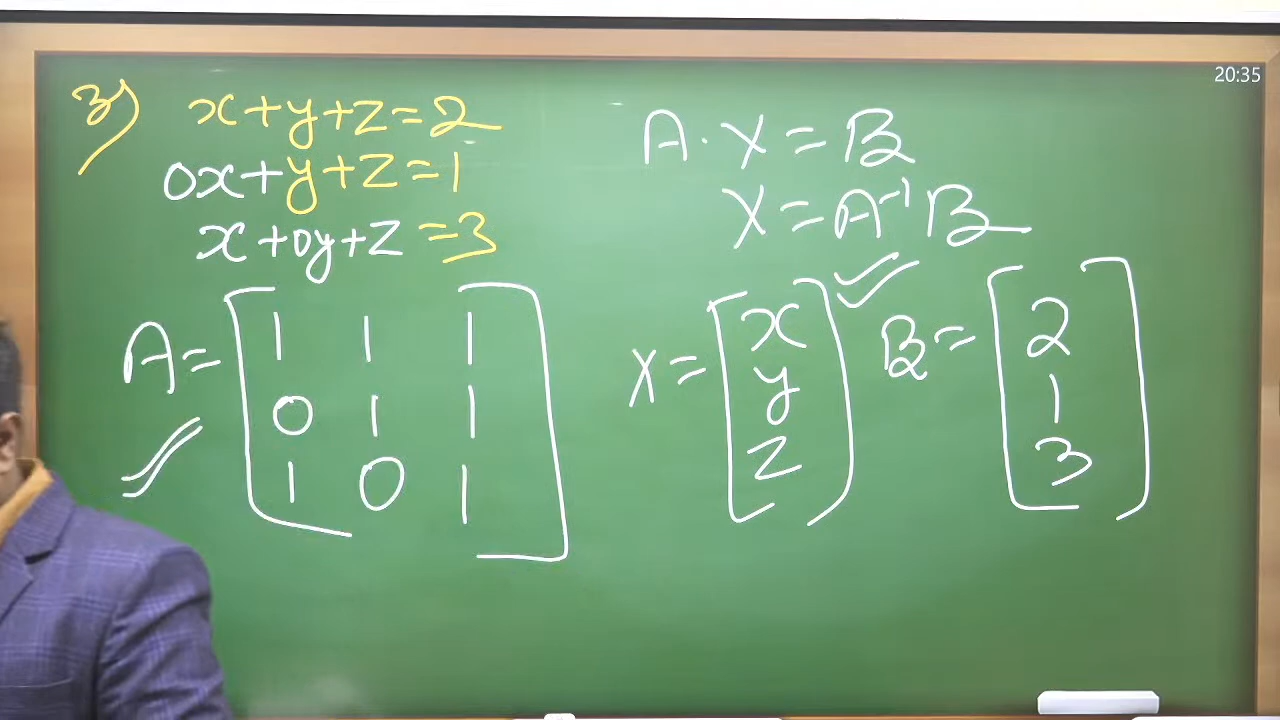 20:35
3) x+y+z=2
0x+y+z=1
x+0y+z=3
A·X=B
X=A⁻¹B
A=[1 1 1
0 1 1
1 0 1]
X=[x
y
z]
B=[2
1
3]